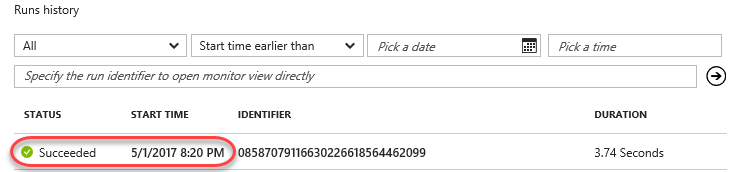 Runs history
All Start time earlier than Pick a date Pick a time
Specify the run identifier to open monitor view directly
STATUS START TIME IDENTIFIER DURATION
Succeeded 5/1/2017 8:20 PM 08587079116630226618564462099 3.74 Seconds